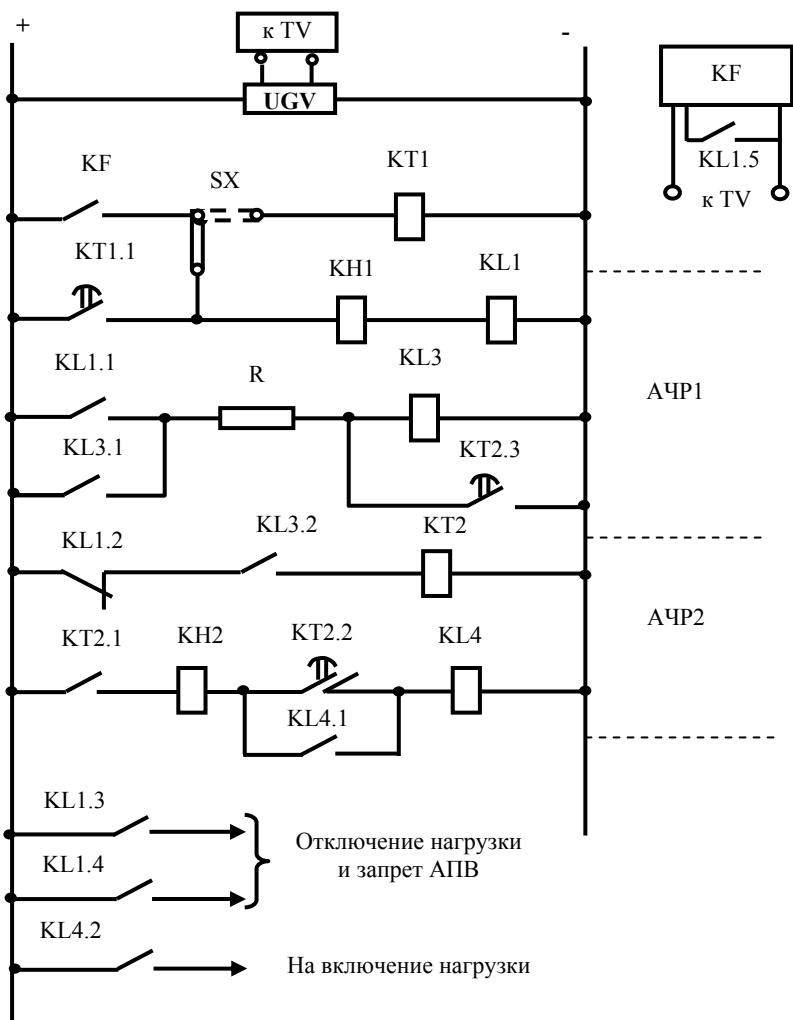 +
к TV
-
UGV
KF
KL1.5
к TV
KF
SX
KT1
KT1.1
KH1
KL1
KL1.1
R
KL3
АЧР1
KL3.1
KT2.3
KL1.2
KL3.2
KT2
АЧР2
KT2.1
KH2
KT2.2
KL4
KL4.1
KL1.3
Отключение нагрузки
и запрет АПВ
KL1.4
KL4.2
На включение нагрузки